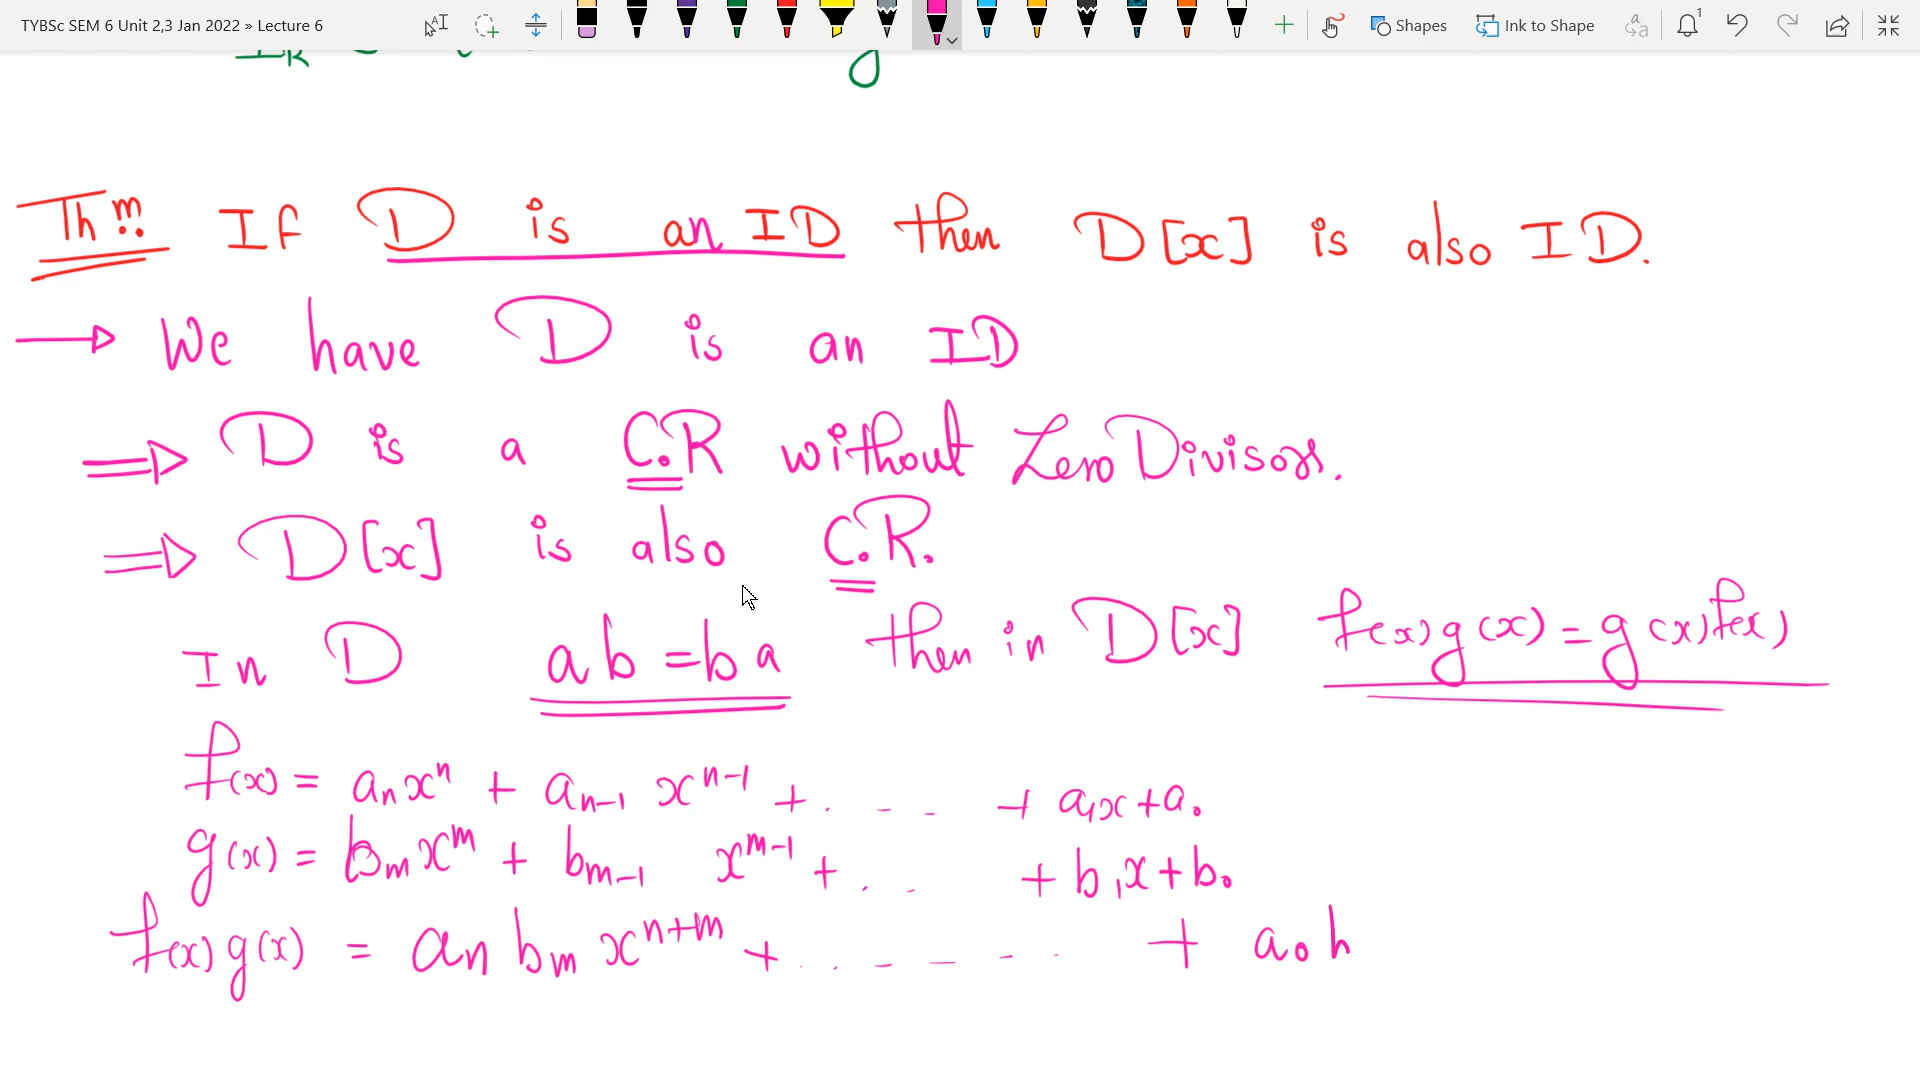 TYBSc SEM 6 Unit 2,3 Jan 2022 » Lecture 6
Shapes
Ink to Shape
1
Thm: If D is an ID then D[x] is also ID.
→ We have D is an ID
⇒ D is a C.R without Zero Divisors.
⇒ D[x] is also C.R.
In D ab = ba then in D[x] f(x) g(x) = g(x) f(x)
f(x) = aₙxⁿ + aₙ₋₁ xⁿ⁻¹ + . - - + a₁x + a₀
g(x) = bₘxᵐ + bₘ₋₁ xᵐ⁻¹ + . . + b₁x + b₀
f(x) g(x) = aₙ bₘ xⁿ⁺ᵐ + . . - - - . . + a₀